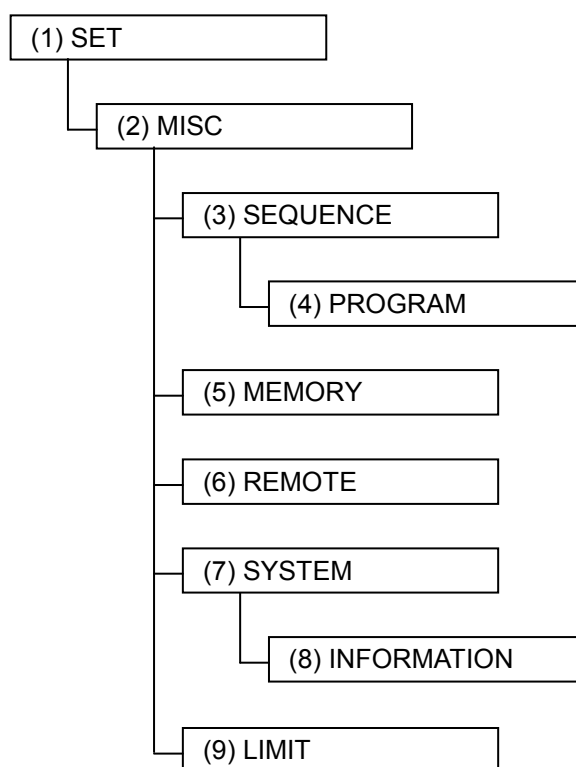 (1) SET
(2) MISC
(3) SEQUENCE
(4) PROGRAM
(5) MEMORY
(6) REMOTE
(7) SYSTEM
(8) INFORMATION
(9) LIMIT